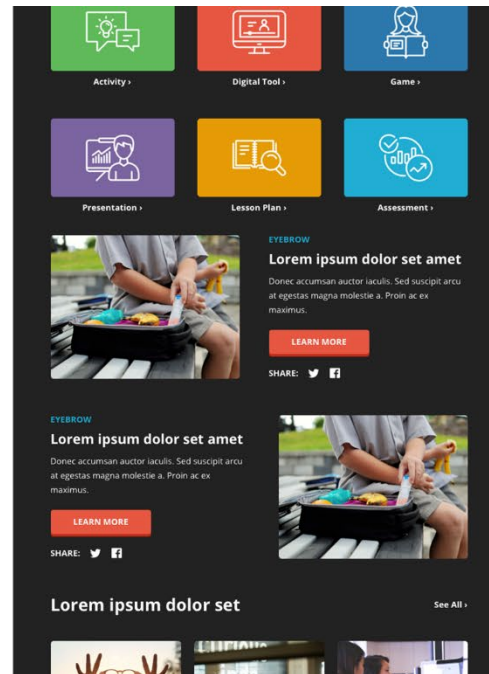 Activity ›
Digital Tool ›
Game ›
Presentation ›
Lesson Plan ›
Assessment ›
EYEBROW
Lorem ipsum dolor set amet
Donec accumsan auctor iaculis. Sed suscipit arcu
at egestas magna molestie a. Proin ac ex
maximus.
LEARN MORE
SHARE:
EYEBROW
Lorem ipsum dolor set amet
Donec accumsan auctor iaculis. Sed suscipit arcu
at egestas magna molestie a. Proin ac ex
maximus.
LEARN MORE
SHARE:
Lorem ipsum dolor set
See All ›